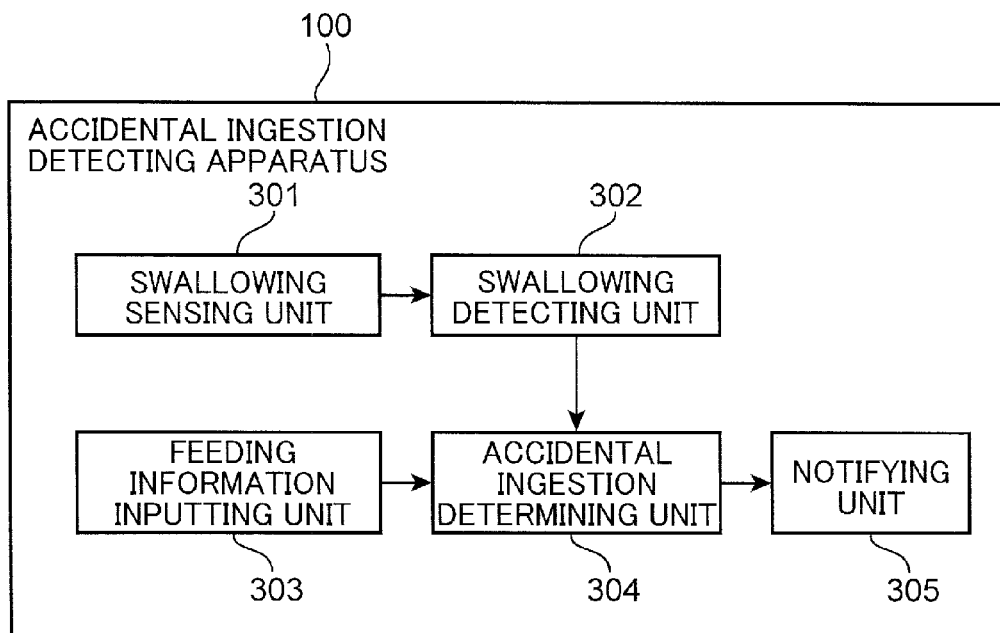 100
ACCIDENTAL INGESTION
DETECTING APPARATUS
301
302
SWALLOWING
SENSING UNIT
SWALLOWING
DETECTING UNIT
FEEDING
INFORMATION
INPUTTING UNIT
ACCIDENTAL
INGESTION
DETERMINING UNIT
NOTIFYING
UNIT
303
304
305